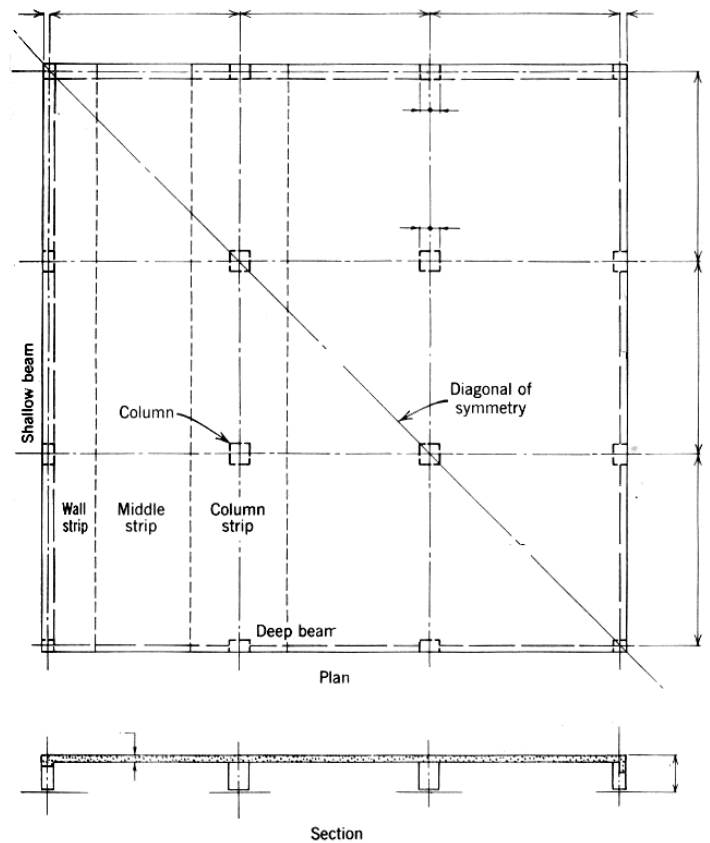 Shallow beam
Column
Diagonal of
symmetry
Wall
strip
Middle
strip
Column
strip
Deep beam
Plan
Section